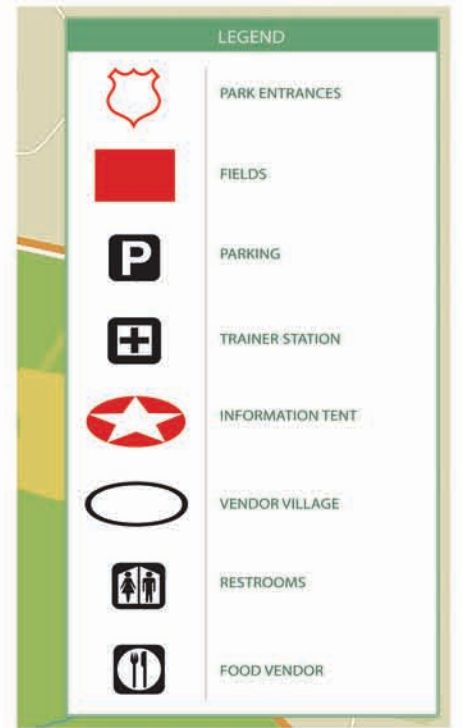 LEGEND
PARK ENTRANCES
FIELDS
P
PARKING
TRAINER STATION
INFORMATION TENT
VENDOR VILLAGE
RESTROOMS
FOOD VENDOR